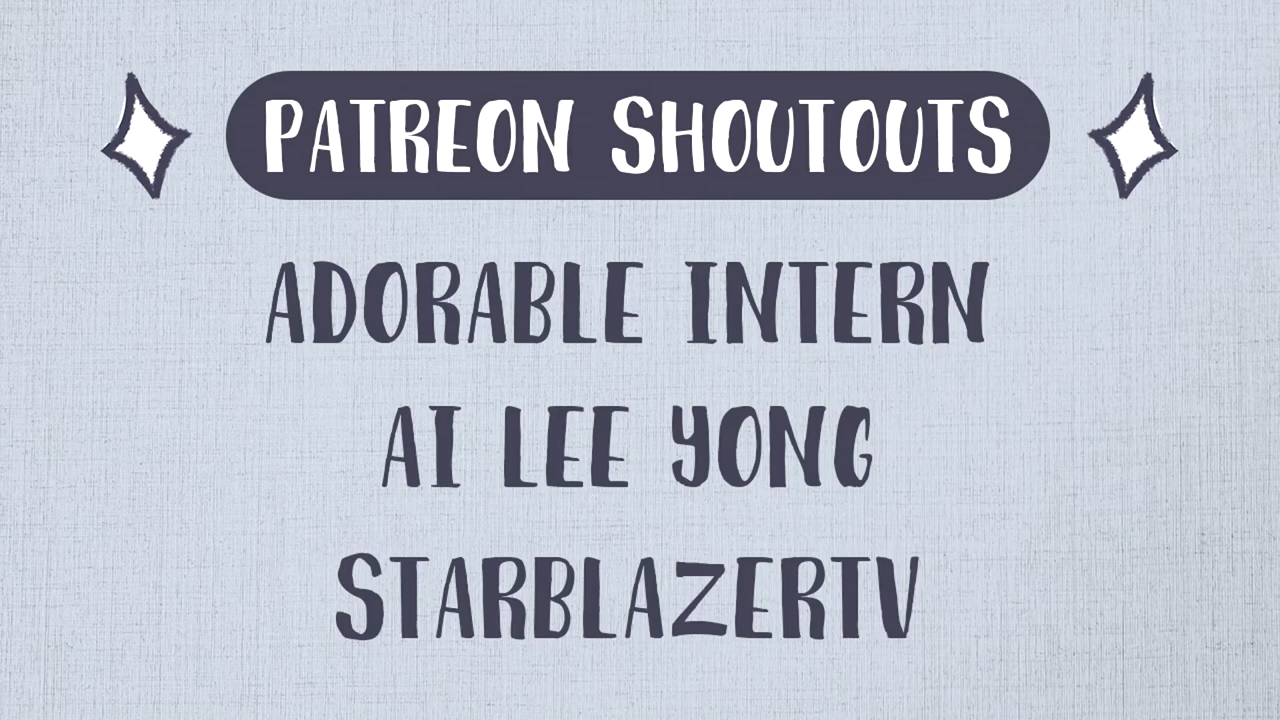 PATREON SHOUTOUTS
ADORABLE INTERN
AI LEE YONG
STARBLAZERTV